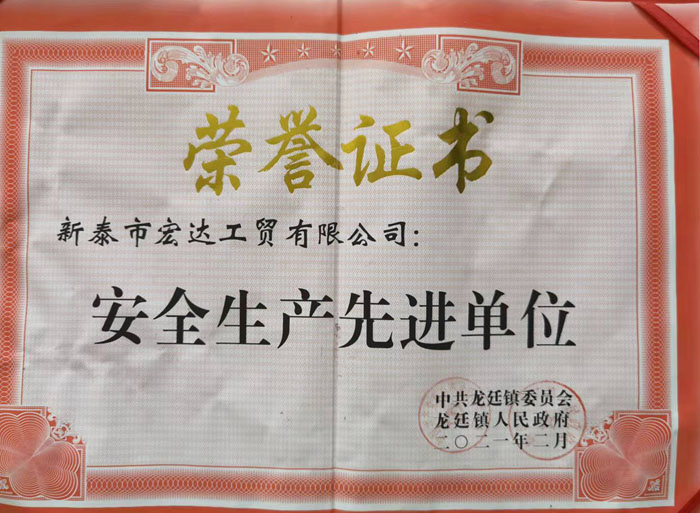 荣誉证书
新泰市宏达工贸有限公司：
安全生产先进单位
中共龙廷镇委员会
龙廷镇人民政府
二〇二一年二月